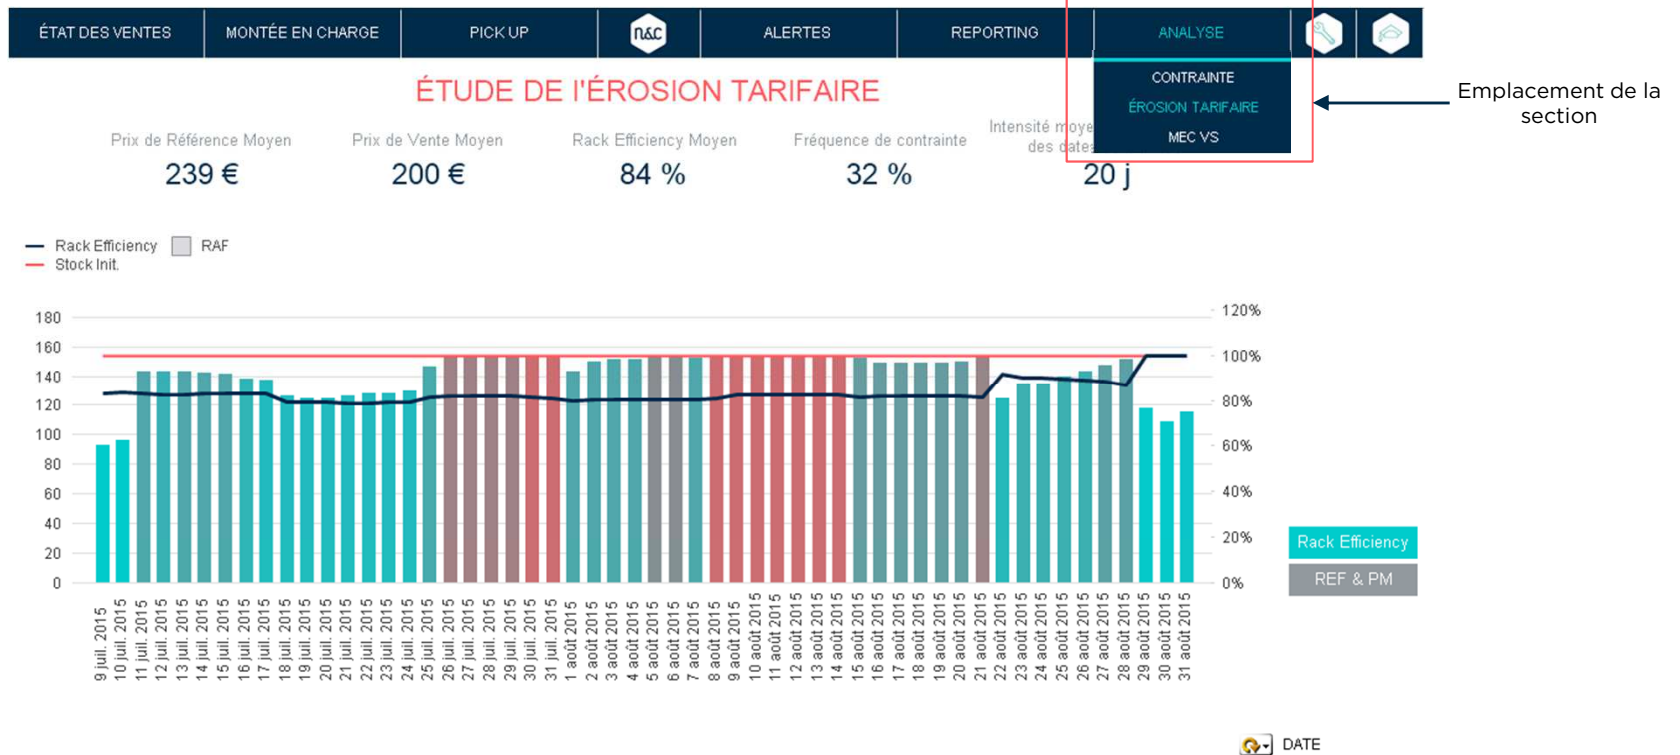 ÉTAT DES VENTES
MONTÉE EN CHARGE
PICK UP
n&c
ALERTES
REPORTING
ANALYSE
CONTRAINTE
ÉROSION TARIFAIRE
MEC VS
Emplacement de la
section
ÉTUDE DE l'ÉROSION TARIFAIRE
Prix de Référence Moyen
239 €
Prix de Vente Moyen
200 €
Rack Efficiency Moyen
84 %
Fréquence de contrainte
32 %
Intensité
des
20 j
Rack Efficiency
RAF
Stock Init.
180
160
140
120
100
80
60
40
20
0
120%
100%
80%
60%
40%
20%
0%
9 juil. 2015
10 juil. 2015
11 juil. 2015
12 juil. 2015
13 juil. 2015
14 juil. 2015
15 juil. 2015
16 juil. 2015
17 juil. 2015
18 juil. 2015
19 juil. 2015
20 juil. 2015
21 juil. 2015
22 juil. 2015
23 juil. 2015
24 juil. 2015
25 juil. 2015
26 juil. 2015
27 juil. 2015
28 juil. 2015
29 juil. 2015
30 juil. 2015
31 juil. 2015
1 août 2015
2 août 2015
3 août 2015
4 août 2015
5 août 2015
6 août 2015
7 août 2015
8 août 2015
9 août 2015
10 août 2015
11 août 2015
12 août 2015
13 août 2015
14 août 2015
15 août 2015
16 août 2015
17 août 2015
18 août 2015
19 août 2015
20 août 2015
21 août 2015
22 août 2015
23 août 2015
24 août 2015
25 août 2015
26 août 2015
27 août 2015
28 août 2015
29 août 2015
30 août 2015
31 août 2015
Rack Efficiency
REF & PM
DATE